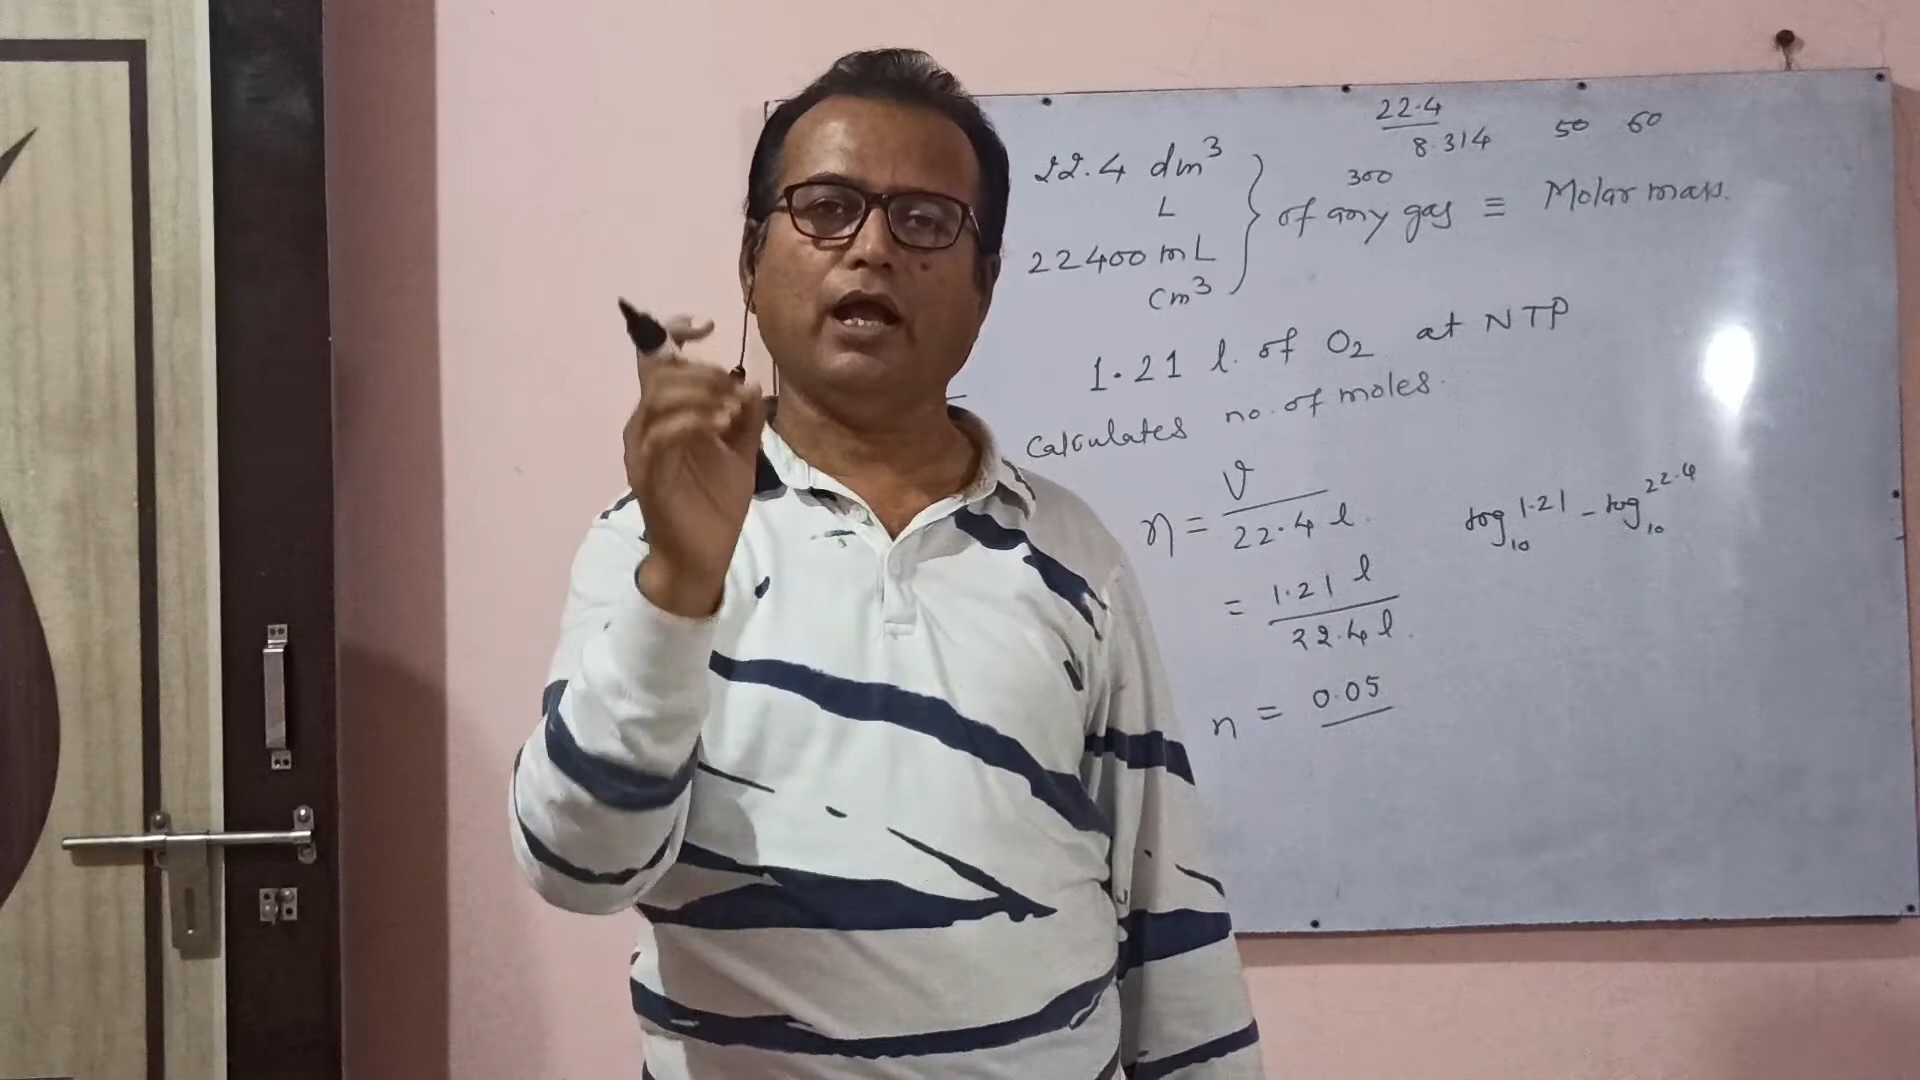 22.4
8.314 50 60
300
22.4 dm³
L
22400 mL
cm³
of any gas ≡ Molar mass.
1.21 l. of O₂ at NTP
Calculates no. of moles.
n = V / 22.4 l.
log₁₀ 1.21 - log₁₀ 22.4
= 1.21 l / 22.4 l.
n = 0.05